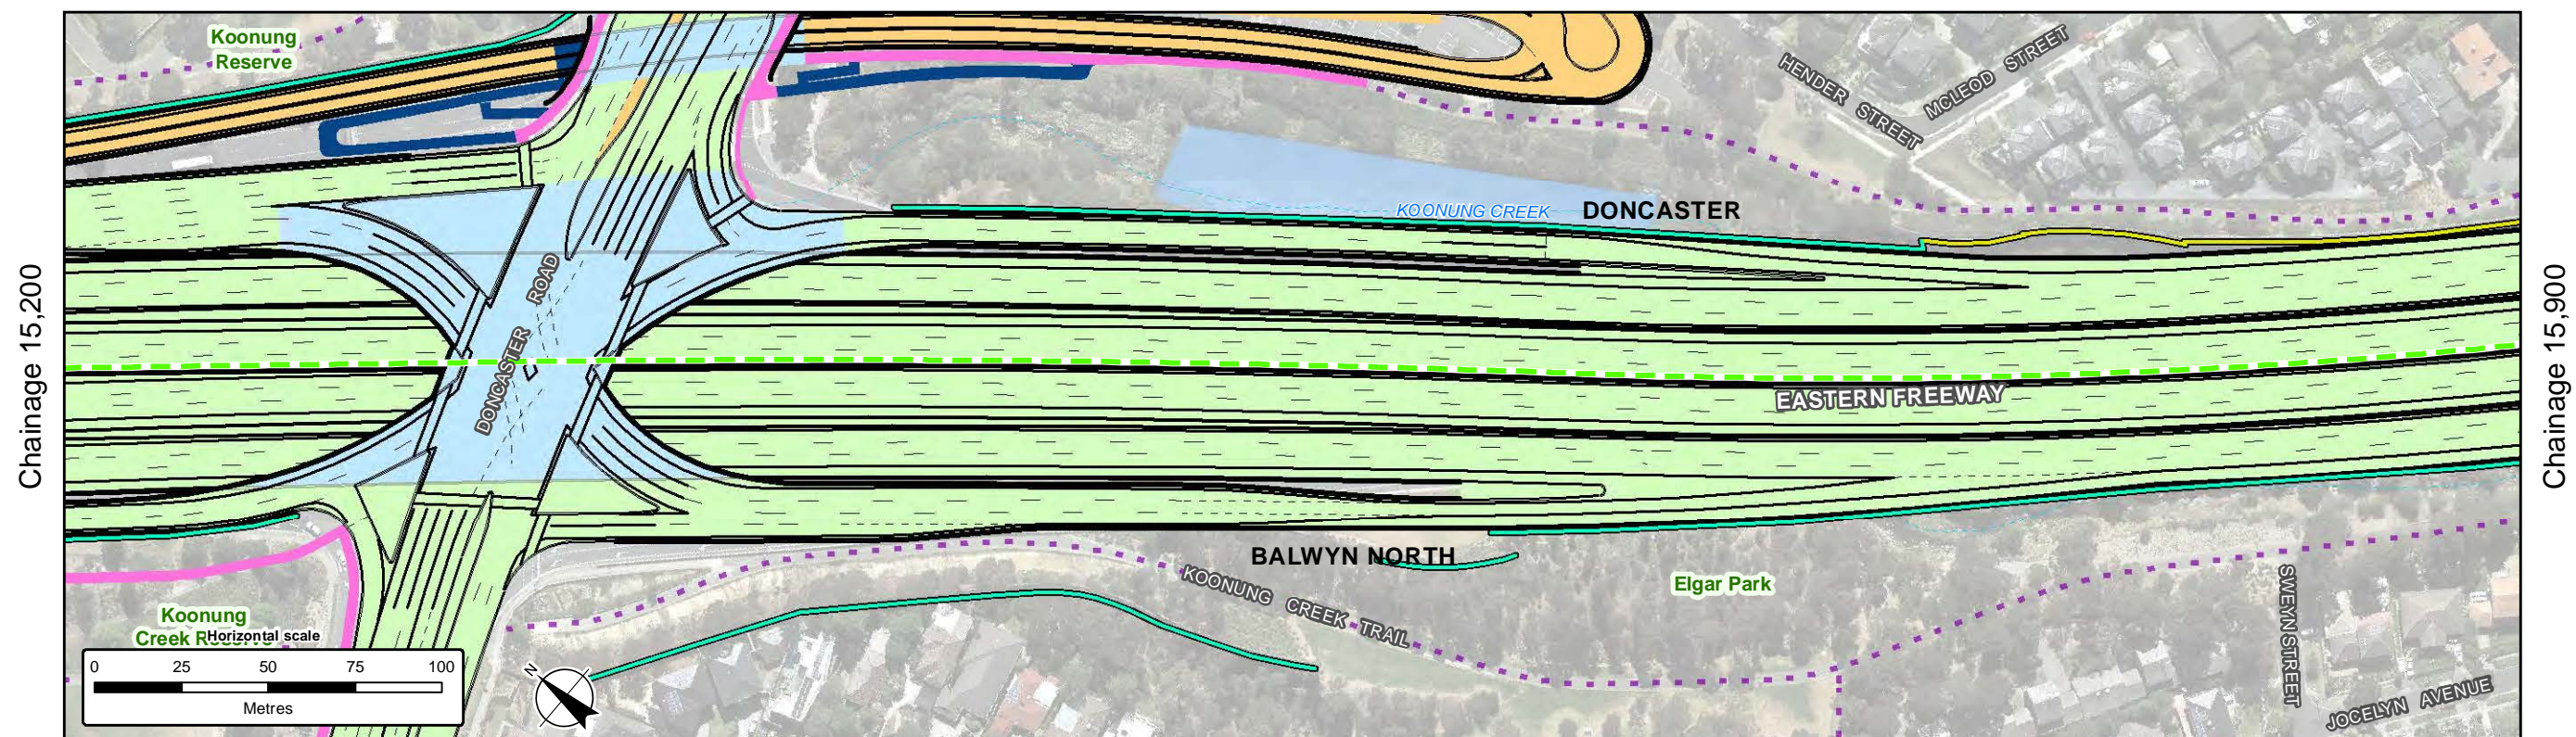 Koonung
Reserve
HENDER STREET
MCLEOD STREET
KOONUNG CREEK
DONCASTER
Chainage 15,200
DONCASTER ROAD
Chainage 15,900
EASTERN FREEWAY
BALWYN NORTH
KOONUNG CREEK TRAIL
Elgar Park
SWEYN STREET
JOCELYN AVENUE
Koonung
Creek Reserve
Horizontal scale
0 25 50 75 100
Metres
N